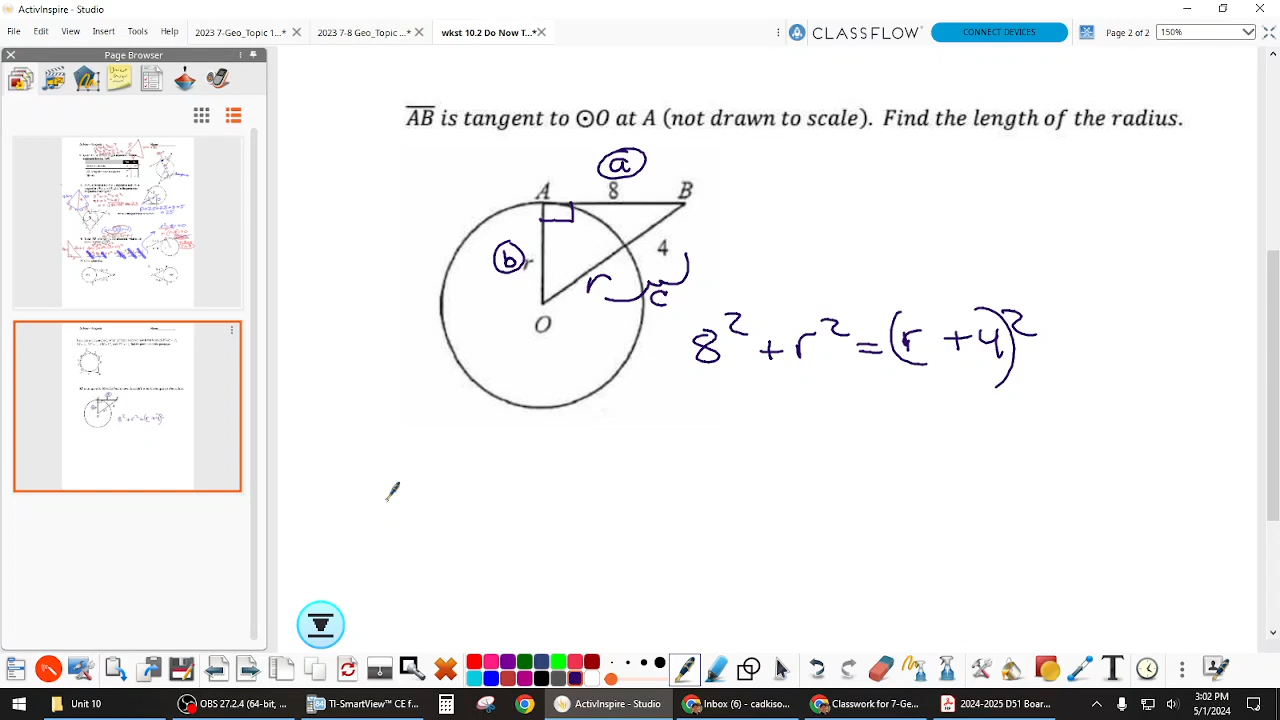 ActivInspire - Studio
File Edit View Insert Tools Help
2023 7-Geo_Topic 1...*
2023 7-8 Geo_Topic ...*
wkst 10.2 Do Now T...*
CLASSFLOW
CONNECT DEVICES
Page 2 of 2
150%
Page Browser
AB is tangent to ⊙O at A (not drawn to scale). Find the length of the radius.
a
A 8 B
b r
4
r
c
O
8² + r² = (r + 4)²
Unit 10
OBS 27.2.4 (64-bit, ...
TI-SmartView™ CE f...
ActivInspire - Studio
Inbox (6) - cadkiso...
Classwork for 7-Ge...
2024-2025 D51 Boar...
3:02 PM
5/1/2024